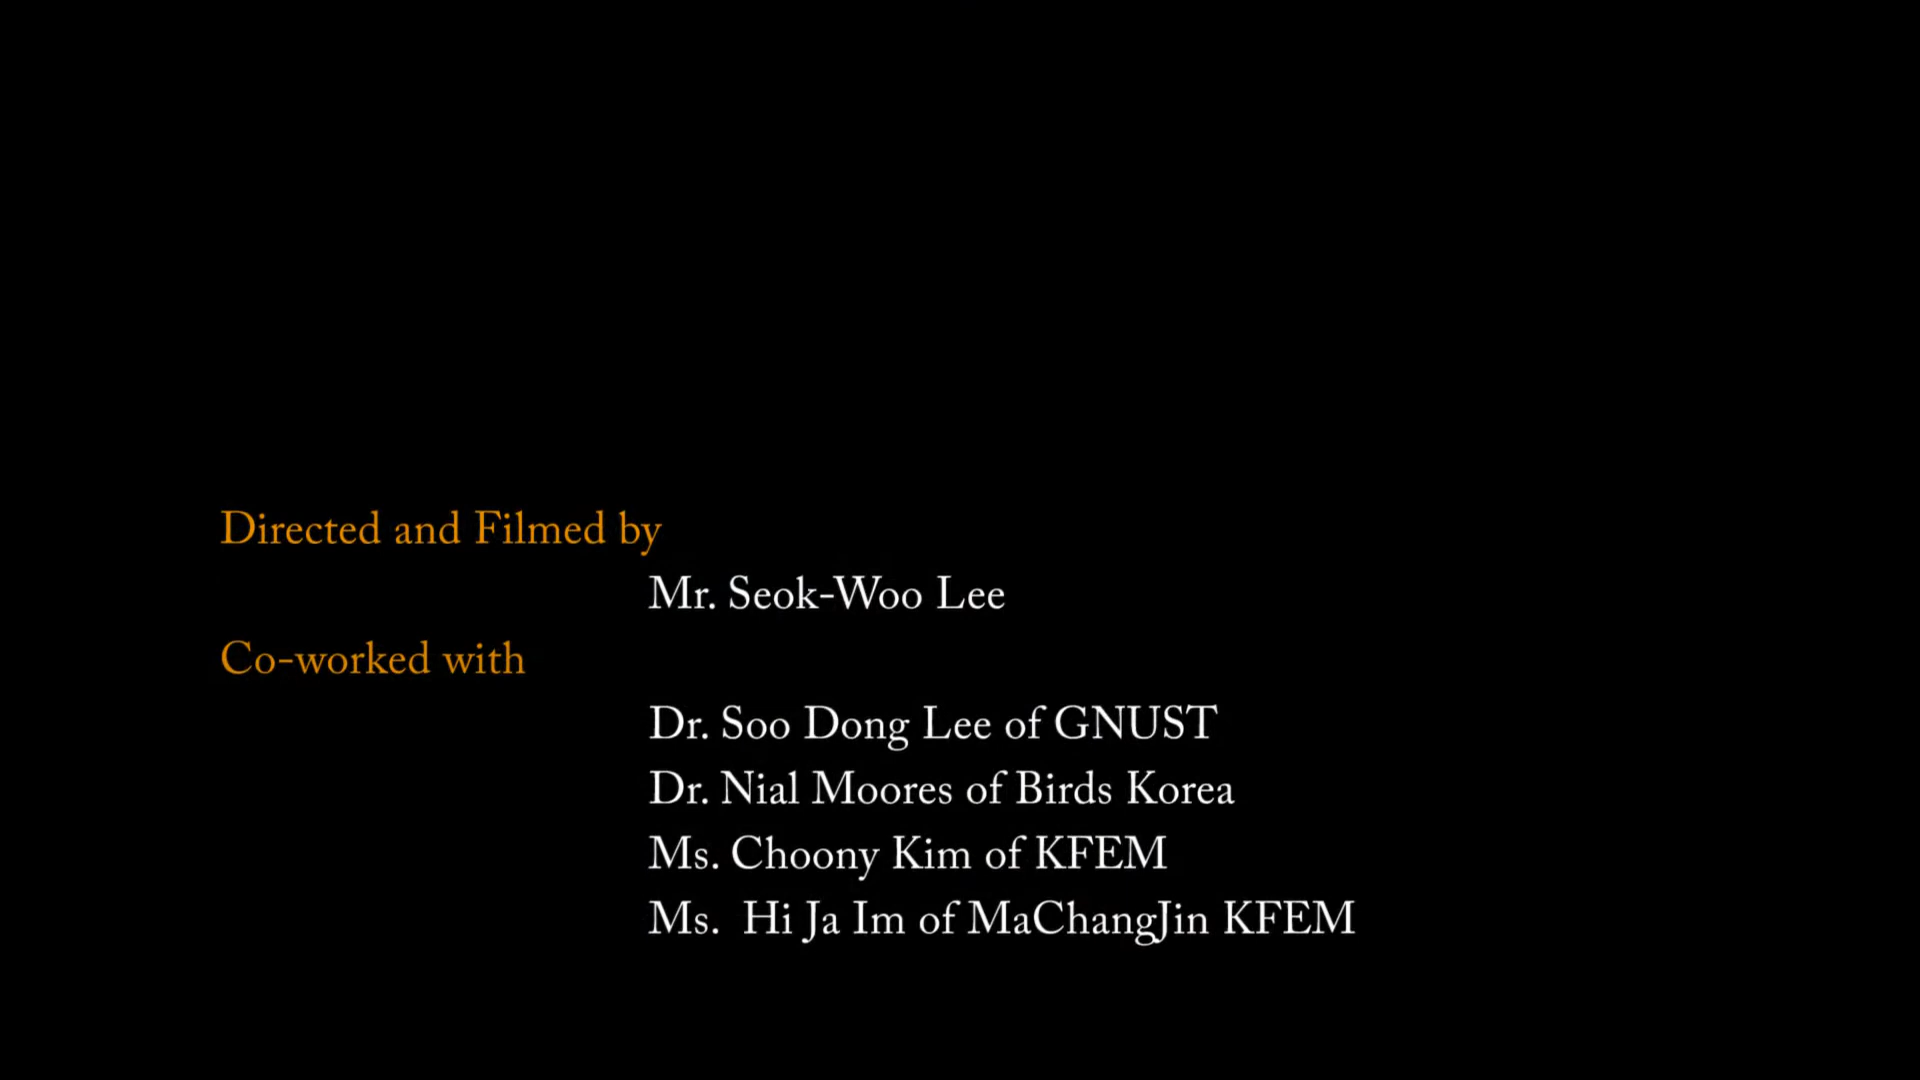 Directed and Filmed by
Mr. Seok-Woo Lee
Co-worked with
Dr. Soo Dong Lee of GNUST
Dr. Nial Moores of Birds Korea
Ms. Choony Kim of KFEM
Ms. Hi Ja Im of MaChangJin KFEM